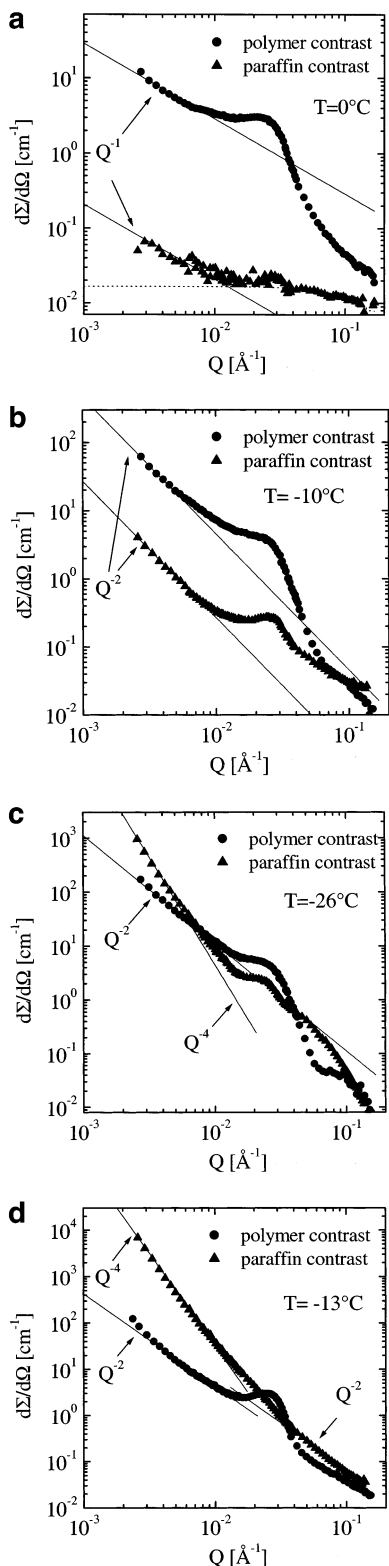 a
polymer contrast
paraffin contrast
T=0°C
Q⁻¹
10¹
10⁰
10⁻¹
10⁻²
dΣ/dΩ [cm⁻¹]
10⁻³ 10⁻² 10⁻¹
Q [Å⁻¹]
b
polymer contrast
paraffin contrast
T= -10°C
Q⁻²
10²
10¹
10⁰
10⁻¹
10⁻²
dΣ/dΩ [cm⁻¹]
10⁻³ 10⁻² 10⁻¹
Q [Å⁻¹]
c
polymer contrast
paraffin contrast
T=-26°C
Q⁻²
Q⁻⁴
10³
10²
10¹
10⁰
10⁻¹
10⁻²
dΣ/dΩ [cm⁻¹]
10⁻³ 10⁻² 10⁻¹
Q [Å⁻¹]
d
polymer contrast
paraffin contrast
T= -13°C
Q⁻⁴
Q⁻²
Q⁻²
10⁴
10³
10²
10¹
10⁰
10⁻¹
10⁻²
dΣ/dΩ [cm⁻¹]
10⁻³ 10⁻² 10⁻¹
Q [Å⁻¹]